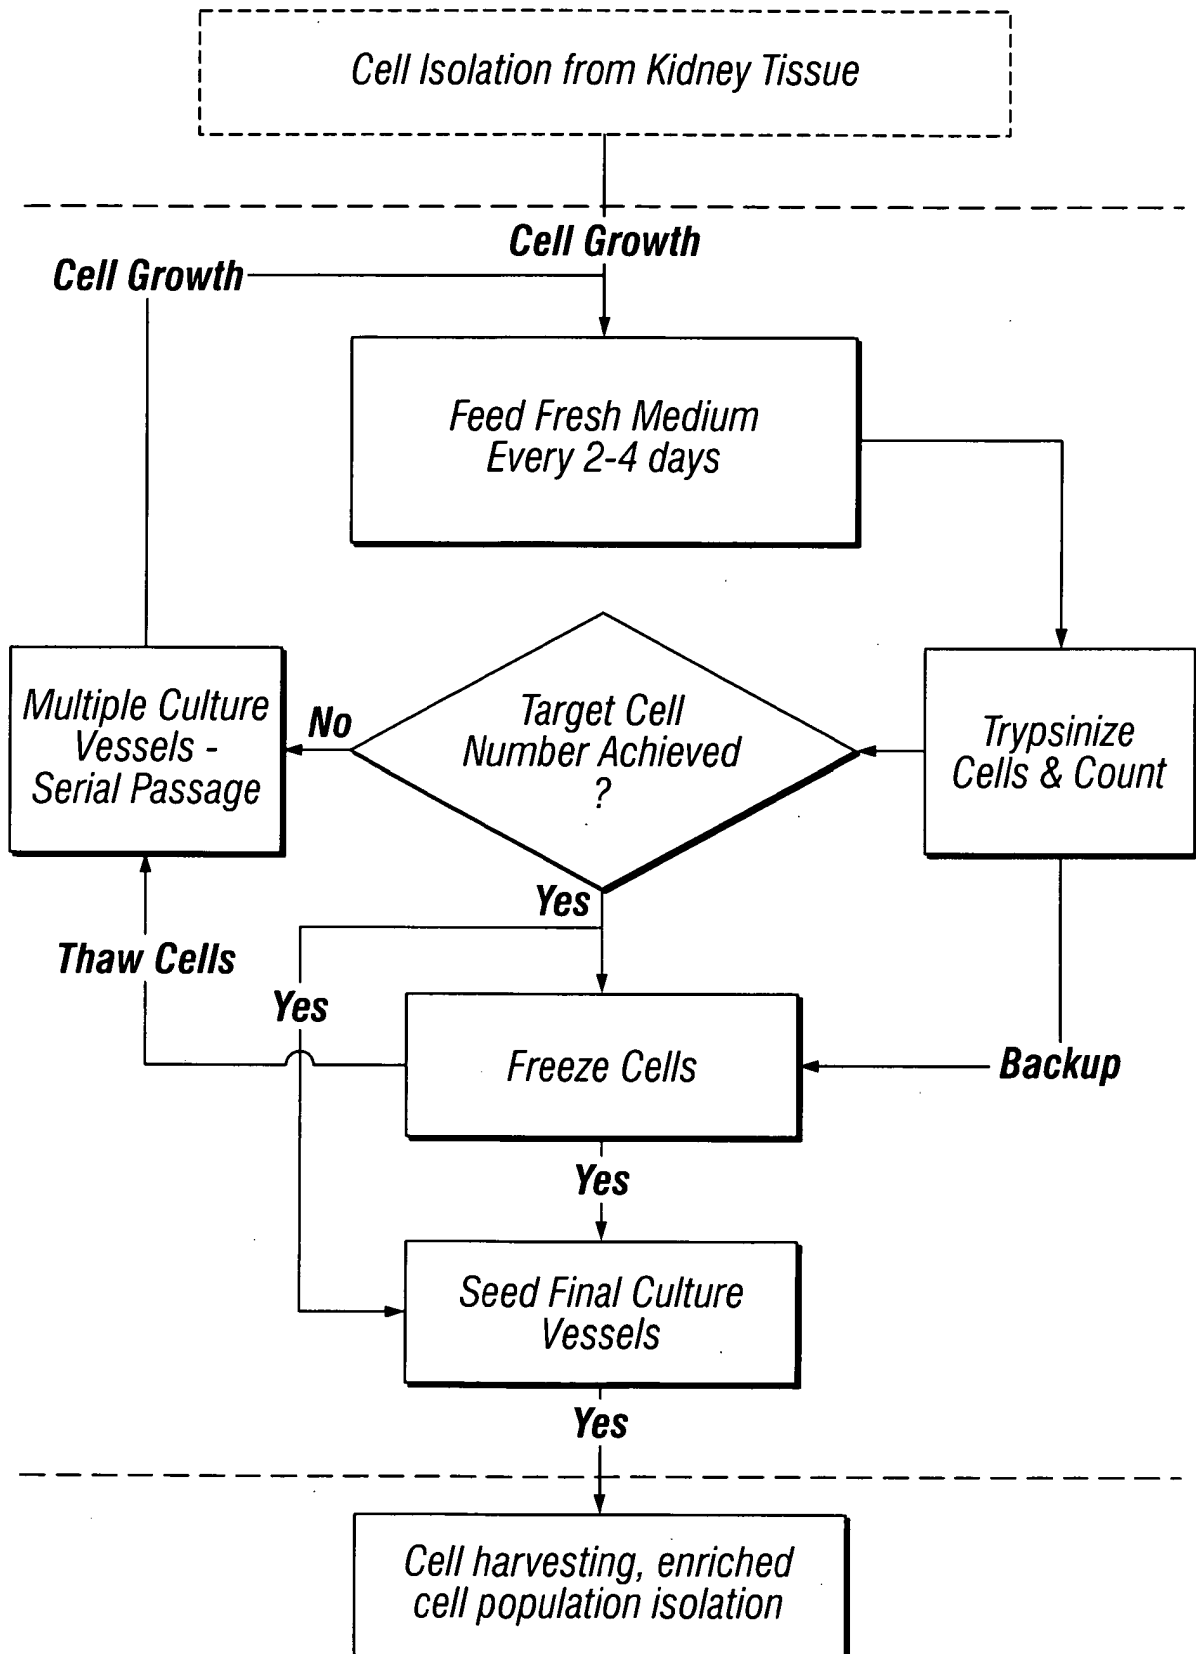 Cell Isolation from Kidney Tissue
Cell Growth
Cell Growth
Feed Fresh Medium
Every 2-4 days
Multiple Culture
Vessels -
Serial Passage
No
Target Cell
Number Achieved
?
Trypsinize
Cells & Count
Yes
Thaw Cells
Yes
Freeze Cells
Backup
Yes
Seed Final Culture
Vessels
Yes
Cell harvesting, enriched
cell population isolation